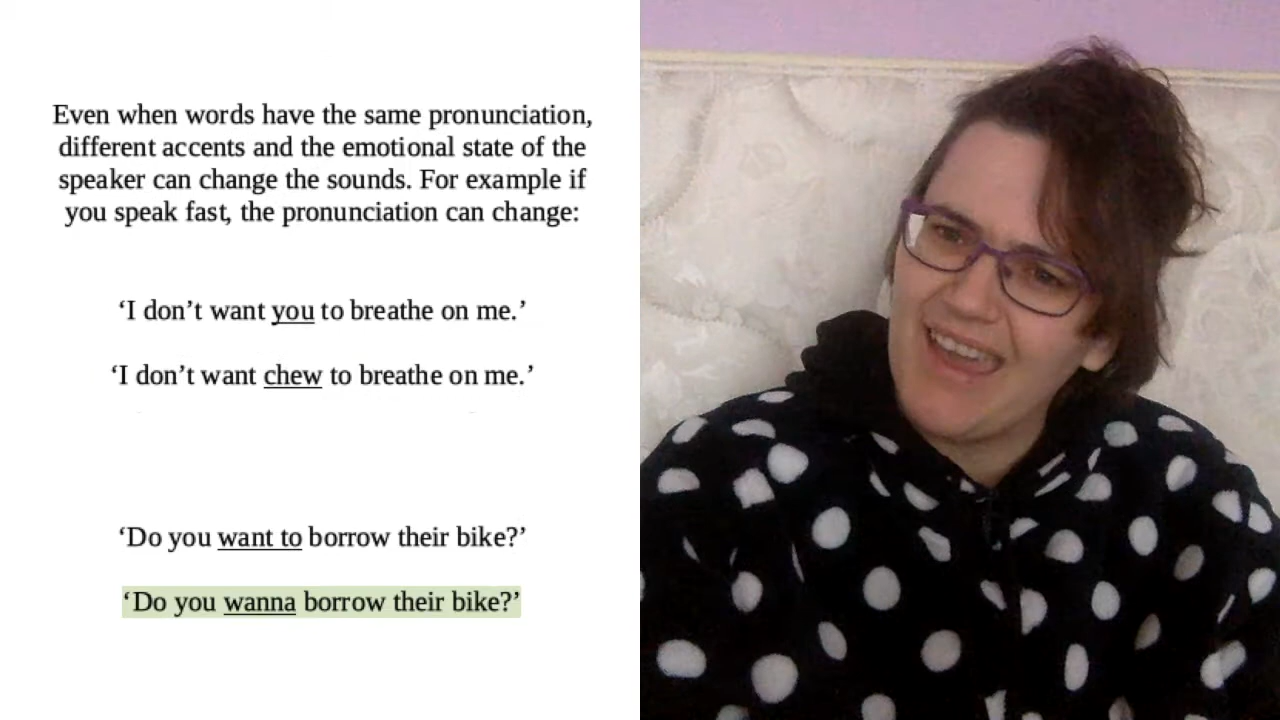 Even when words have the same pronunciation,
different accents and the emotional state of the
speaker can change the sounds. For example if
you speak fast, the pronunciation can change:
‘I don’t want you to breathe on me.’
‘I don’t want chew to breathe on me.’
‘Do you want to borrow their bike?’
‘Do you wanna borrow their bike?’